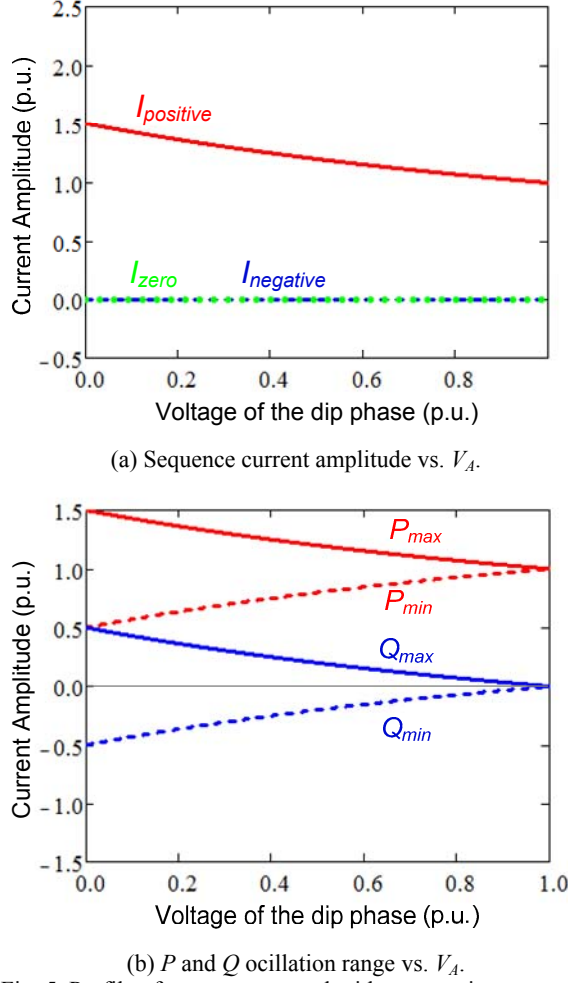 2.5
2.0
1.5
1.0
0.5
0.0
−0.5
Current Amplitude (p.u.)
I positive
I zero
I negative
0.0 0.2 0.4 0.6 0.8
Voltage of the dip phase (p.u.)
(a) Sequence current amplitude vs. VA.
1.5
1.0
0.5
0.0
−0.5
−1.0
−1.5
Current Amplitude (p.u.)
Pmax
Pmin
Qmax
Qmin
0.0 0.2 0.4 0.6 0.8 1.0
Voltage of the dip phase (p.u.)
(b) P and Q ocillation range vs. VA.